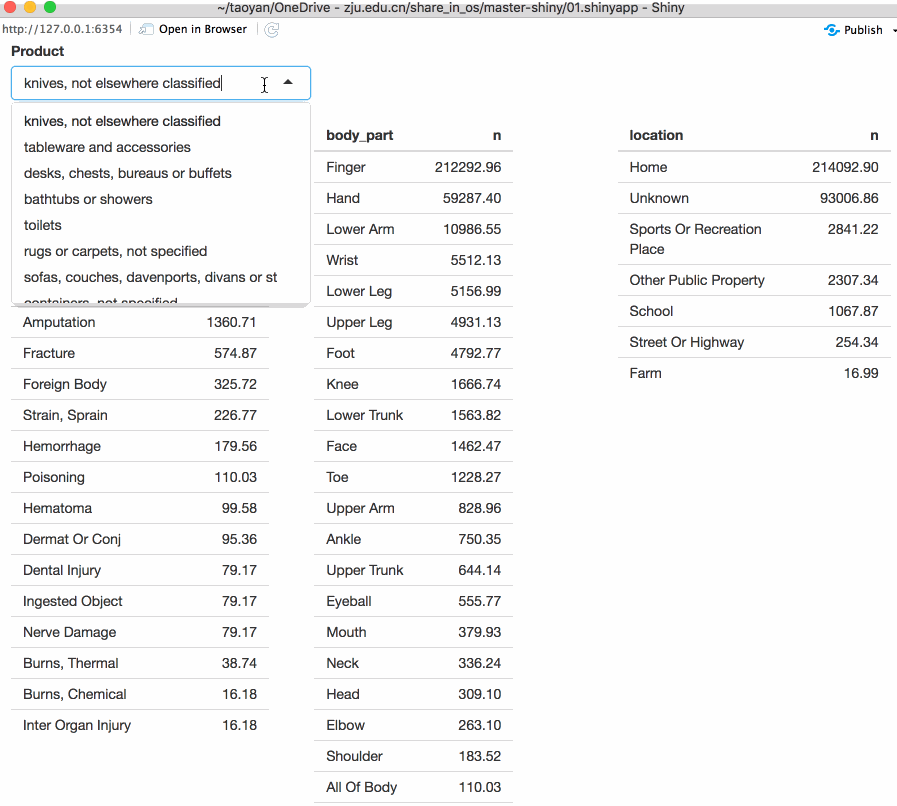 ~/taoyan/OneDrive - zju.edu.cn/share_in_os/master-shiny/01.shinyapp - Shiny
http://127.0.0.1:6354 Open in Browser Publish
Product
knives, not elsewhere classified
knives, not elsewhere classified
tableware and accessories
desks, chests, bureaus or buffets
bathtubs or showers
toilets
rugs or carpets, not specified
sofas, couches, davenports, divans or st
containers, not specified
Amputation 1360.71
Fracture 574.87
Foreign Body 325.72
Strain, Sprain 226.77
Hemorrhage 179.56
Poisoning 110.03
Hematoma 99.58
Dermat Or Conj 95.36
Dental Injury 79.17
Ingested Object 79.17
Nerve Damage 79.17
Burns, Thermal 38.74
Burns, Chemical 16.18
Inter Organ Injury 16.18
body_part n
Finger 212292.96
Hand 59287.40
Lower Arm 10986.55
Wrist 5512.13
Lower Leg 5156.99
Upper Leg 4931.13
Foot 4792.77
Knee 1666.74
Lower Trunk 1563.82
Face 1462.47
Toe 1228.27
Upper Arm 828.96
Ankle 750.35
Upper Trunk 644.14
Eyeball 555.77
Mouth 379.93
Neck 336.24
Head 309.10
Elbow 263.10
Shoulder 183.52
All Of Body 110.03
location n
Home 214092.90
Unknown 93006.86
Sports Or Recreation 2841.22
Place
Other Public Property 2307.34
School 1067.87
Street Or Highway 254.34
Farm 16.99